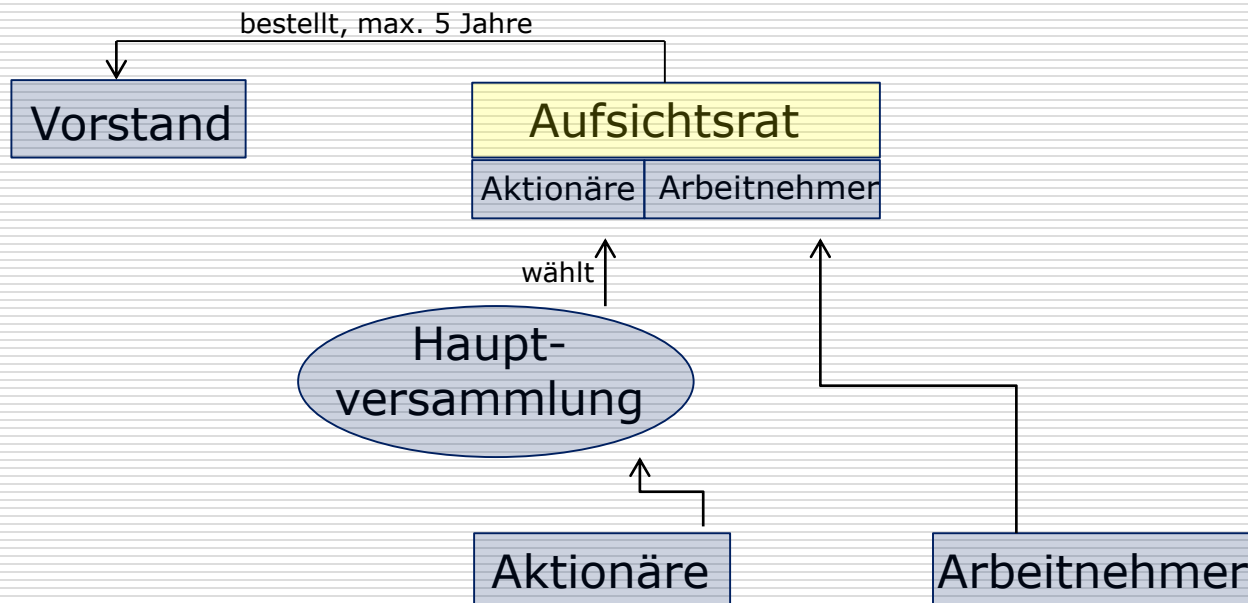 bestellt, max. 5 Jahre
Vorstand
Aufsichtsrat
Aktionäre
Arbeitnehmer
wählt
Haupt-
versammlung
Aktionäre
Arbeitnehmer